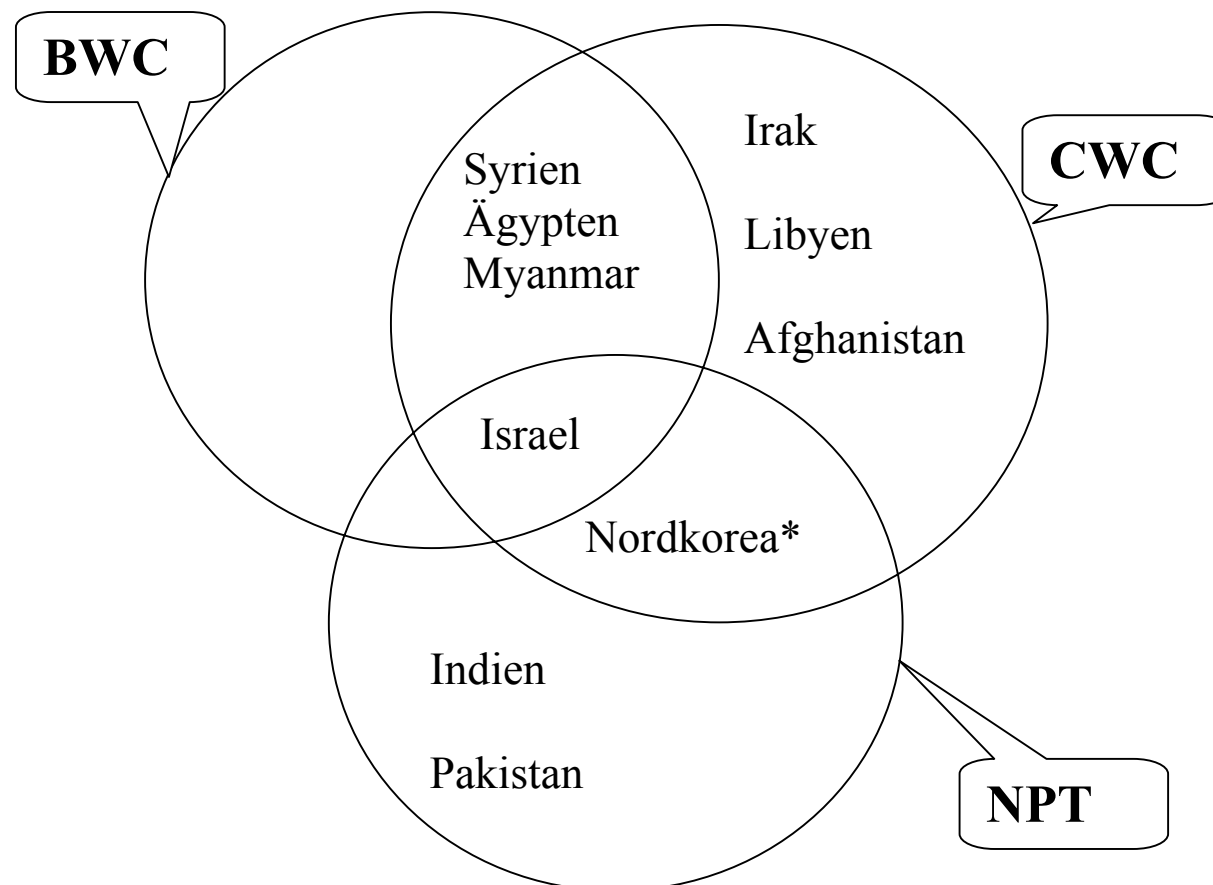 BWC
Irak
CWC
Syrien
Ägypten
Myanmar
Libyen
Afghanistan
Israel
Nordkorea*
Indien
Pakistan
NPT